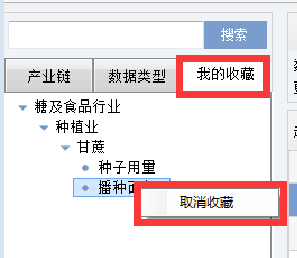 搜索
产业链 数据类型 我的收藏
糖及食品行业
种植业
甘蔗
种子用量
播种
取消收藏